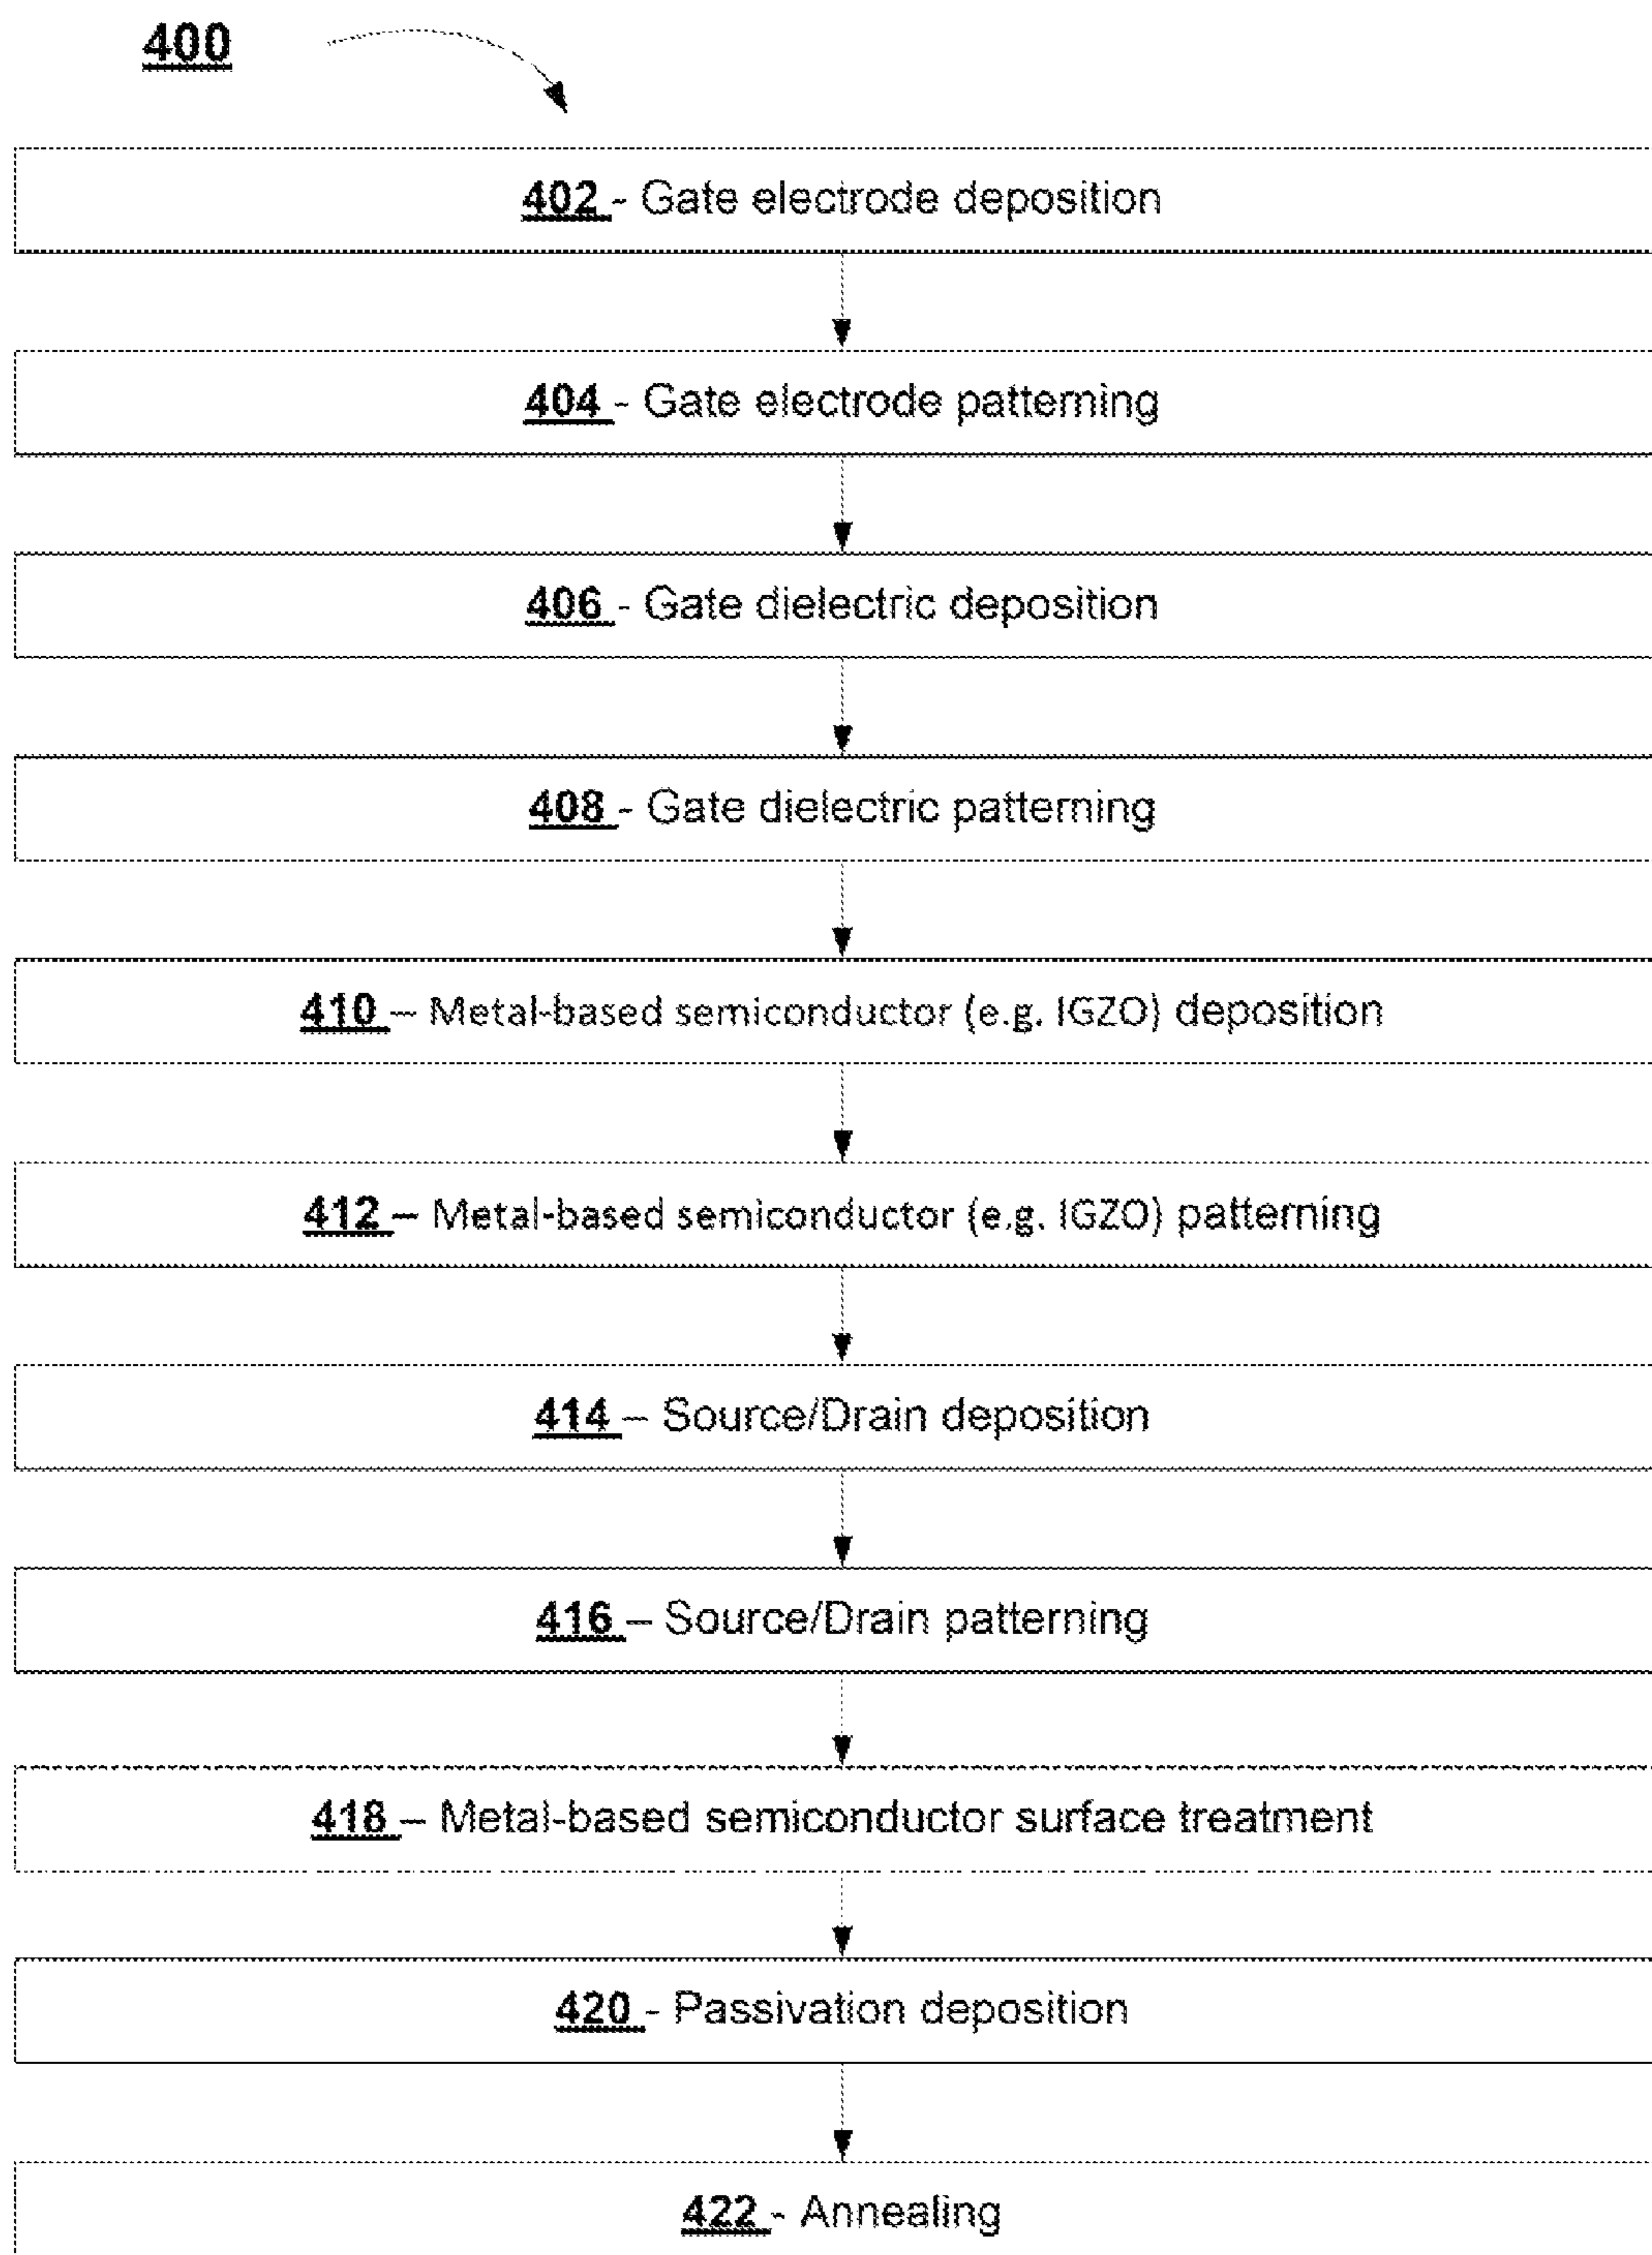 400
402 - Gate electrode deposition
404 - Gate electrode patterning
406 - Gate dielectric deposition
408 - Gate dielectric patterning
410 – Metal-based semiconductor (e.g. IGZO) deposition
412 – Metal-based semiconductor (e.g. IGZO) patterning
414 – Source/Drain deposition
416 – Source/Drain patterning
418 – Metal-based semiconductor surface treatment
420 - Passivation deposition
422 - Annealing